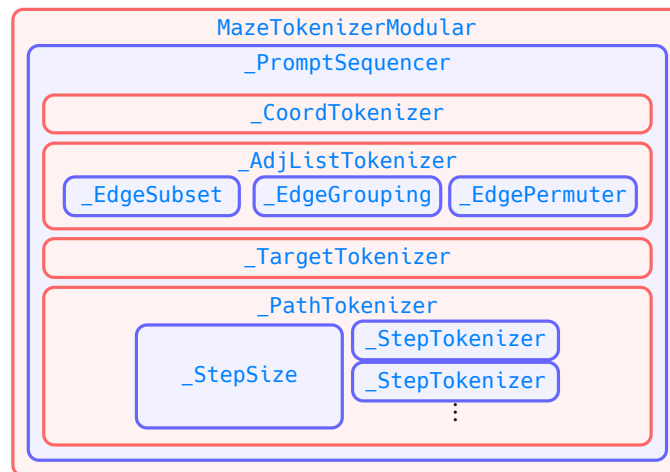 MazeTokenizerModular
_PromptSequencer
_CoordTokenizer
_AdjListTokenizer
_EdgeSubset _EdgeGrouping _EdgePermuter
_TargetTokenizer
_PathTokenizer
_StepSize
_StepTokenizer
_StepTokenizer
⋮